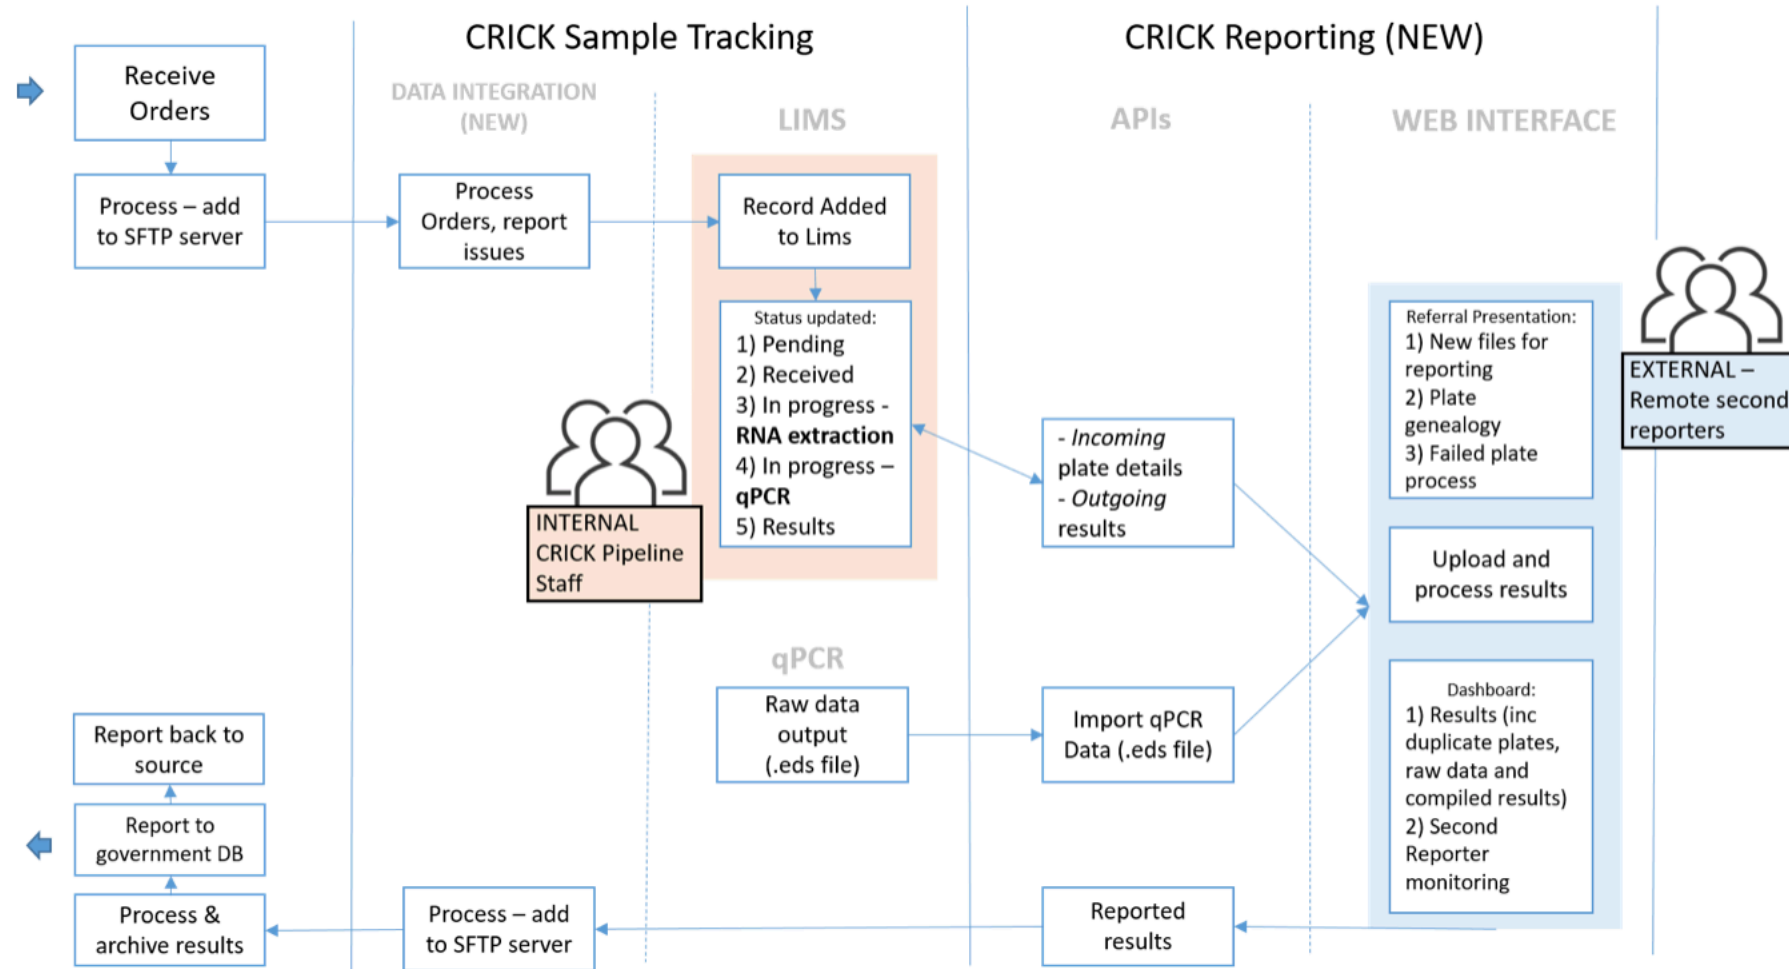 CRICK Sample Tracking
CRICK Reporting (NEW)
DATA INTEGRATION
(NEW)
LIMS
APIs
WEB INTERFACE
Receive
Orders
Process – add
to SFTP server
Process
Orders, report
issues
Record Added
to Lims
Status updated:
1) Pending
2) Received
3) In progress -
RNA extraction
4) In progress –
qPCR
5) Results
INTERNAL
CRICK Pipeline
Staff
- Incoming
plate details
- Outgoing
results
Referral Presentation:
1) New files for
reporting
2) Plate
genealogy
3) Failed plate
process
EXTERNAL –
Remote second
reporters
Upload and
process results
qPCR
Raw data
output
(.eds file)
Import qPCR
Data (.eds file)
Dashboard:
1) Results (inc
duplicate plates,
raw data and
compiled results)
2) Second
Reporter
monitoring
Reported
results
Process – add
to SFTP server
Report back to
source
Report to
government DB
Process &
archive results